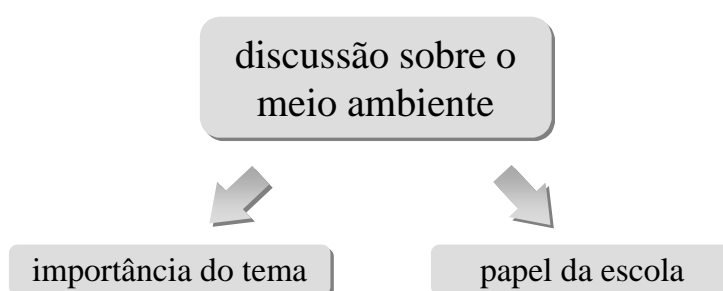 discussão sobre o
meio ambiente
importância do tema
papel da escola